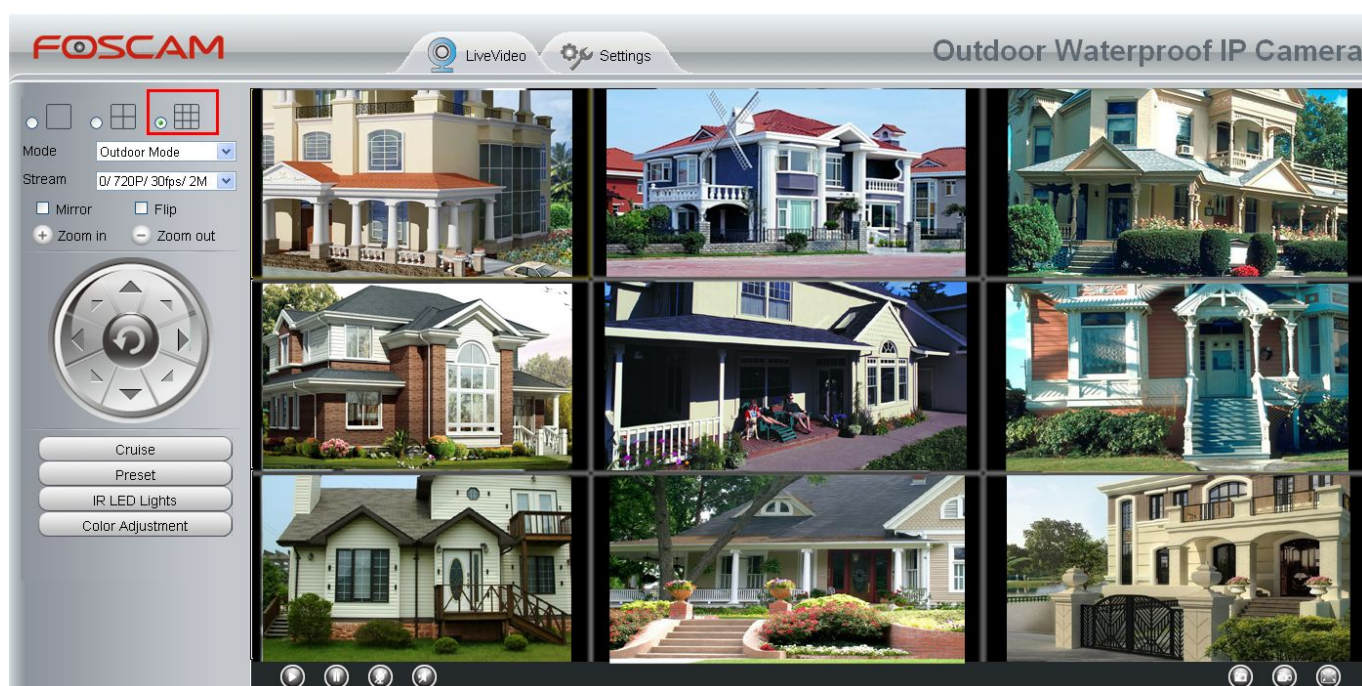 FOSCAM
LiveVideo
Settings
Outdoor Waterproof IP Camera
Mode
Outdoor Mode
Stream
0/ 720P/ 30fps/ 2M
Mirror
Flip
Zoom in
Zoom out
Cruise
Preset
IR LED Lights
Color Adjustment